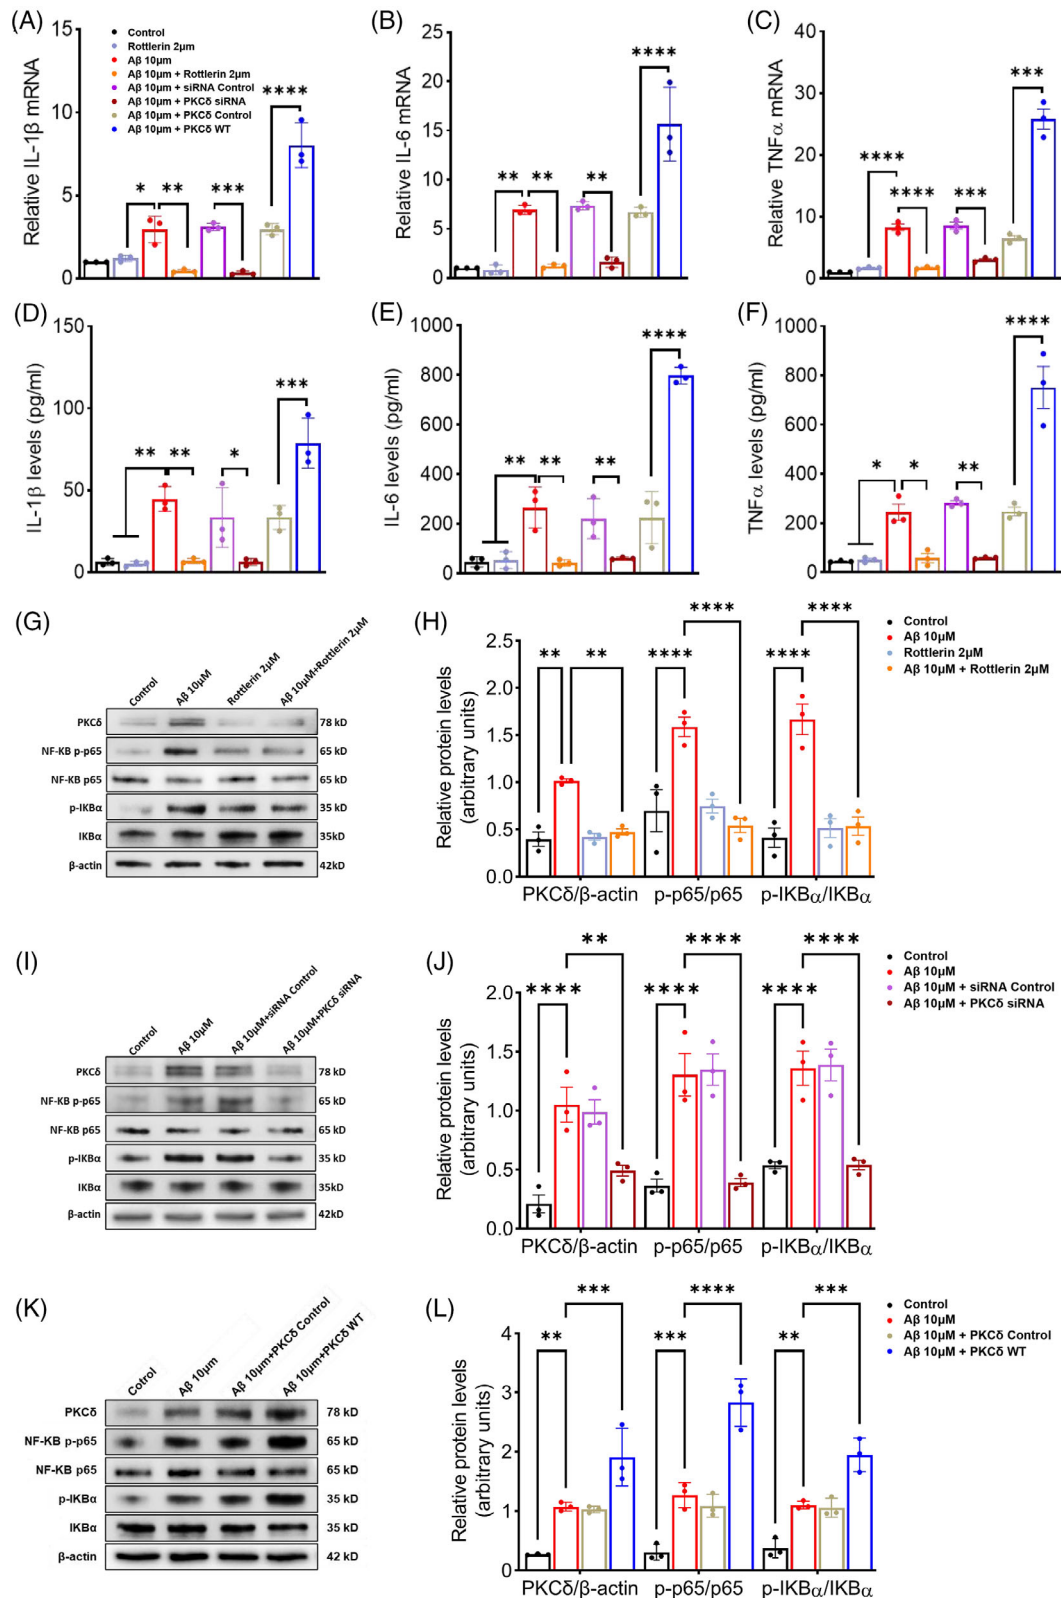 (A)
Relative IL-1β mRNA
15
10
5
0
Control
Rottlerin 2μm
Aβ 10μm
Aβ 10μm + Rottlerin 2μm
Aβ 10μm + siRNA Control
Aβ 10μm + PKCδ siRNA
Aβ 10μm + PKCδ Control
Aβ 10μm + PKCδ WT
* ** *** ****
(B)
Relative IL-6 mRNA
25
20
15
10
5
0
** ** ** ****
(C)
Relative TNFα mRNA
40
30
20
10
0
**** **** *** ***
(D)
IL-1β levels (pg/ml)
150
100
50
0
** ** * ***
(E)
IL-6 levels (pg/ml)
1000
800
600
400
200
0
** ** ** ****
(F)
TNFα levels (pg/ml)
1000
800
600
400
200
0
* * ** ****
(G)
Control Aβ 10μM Rottlerin 2μM Aβ 10μM+Rottlerin 2μM
PKCδ 78 kD
NF-KB p-p65 65 kD
NF-KB p65 65 kD
p-IKBα 35 kD
IKBα 35kD
β-actin 42kD
(H)
Relative protein levels
(arbitrary units)
2.5
2.0
1.5
1.0
0.5
0.0
** ** **** **** **** ****
PKCδ/β-actin p-p65/p65 p-IKBα/IKBα
Control
Aβ 10μM
Rottlerin 2μM
Aβ 10μM + Rottlerin 2μM
(I)
Control Aβ 10μM Aβ 10μM+siRNA Control Aβ 10μM+PKCδ siRNA
PKCδ 78 kD
NF-KB p-p65 65 kD
NF-KB p65 65 kD
p-IKBα 35 kD
IKBα 35kD
β-actin 42kD
(J)
Relative protein levels
(arbitrary units)
2.0
1.5
1.0
0.5
0.0
**** ** **** **** **** ****
PKCδ/β-actin p-p65/p65 p-IKBα/IKBα
Control
Aβ 10μM
Aβ 10μM + siRNA Control
Aβ 10μM + PKCδ siRNA
(K)
Cotrol Aβ 10μm Aβ 10μm+PKCδ Control Aβ 10μm+PKCδ WT
PKCδ 78 kD
NF-KB p-p65 65 kD
NF-KB p65 65 kD
p-IKBα 35 kD
IKBα 35 kD
β-actin 42 kD
(L)
Relative protein levels
(arbitrary units)
4
3
2
1
0
** *** *** **** ** ***
PKCδ/β-actin p-p65/p65 p-IKBα/IKBα
Control
Aβ 10μM
Aβ 10μM + PKCδ Control
Aβ 10μM + PKCδ WT